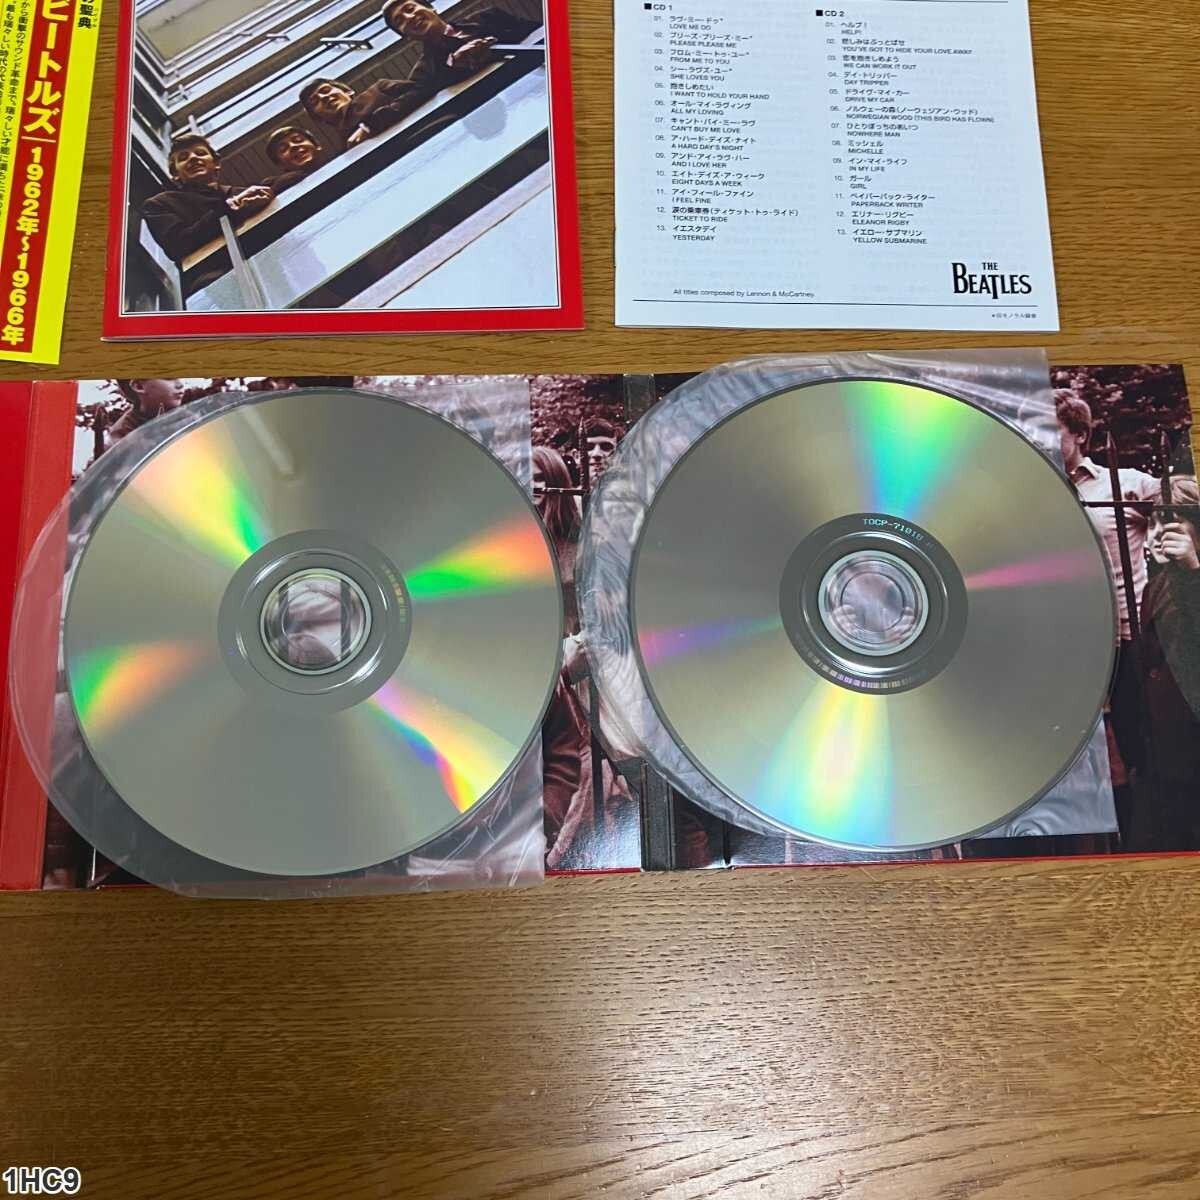 の聖典
ビートルズ
1962年~1966年
■CD 1
01. ラヴ・ミー・ドゥ*
LOVE ME DO
02. プリーズ・プリーズ・ミー*
PLEASE PLEASE ME
03. フロム・ミー・トゥ・ユー*
FROM ME TO YOU
04. シー・ラヴズ・ユー*
SHE LOVES YOU
05. 抱きしめたい
I WANT TO HOLD YOUR HAND
06. オール・マイ・ラヴィング
ALL MY LOVING
07. キャント・バイ・ミー・ラヴ
CAN'T BUY ME LOVE
08. ア・ハード・デイズ・ナイト
A HARD DAY'S NIGHT
09. アンド・アイ・ラヴ・ハー
AND I LOVE HER
10. エイト・デイズ・ア・ウィーク
EIGHT DAYS A WEEK
11. アイ・フィール・ファイン
I FEEL FINE
12. 涙の乗車券(ティケット・トゥ・ライド)
TICKET TO RIDE
13. イエスタデイ
YESTERDAY
■CD 2
01. ヘルプ!
HELP!
02. 悲しみはぶっとばせ
YOU'VE GOT TO HIDE YOUR LOVE AWAY
03. 恋を抱きしめよう
WE CAN WORK IT OUT
04. デイ・トリッパー
DAY TRIPPER
05. ドライヴ・マイ・カー
DRIVE MY CAR
06. ノルウェーの森(ノーウェジアン・ウッド)
NORWEGIAN WOOD (THIS BIRD HAS FLOWN)
07. ひとりぼっちのあいつ
NOWHERE MAN
08. ミッシェル
MICHELLE
09. イン・マイ・ライフ
IN MY LIFE
10. ガール
GIRL
11. ペイパーバック・ライター
PAPERBACK WRITER
12. エリナー・リグビー
ELEANOR RIGBY
13. イエロー・サブマリン
YELLOW SUBMARINE
THE
BEATLES
All titles composed by Lennon & McCartney.
*印モノラル録音
1HC9